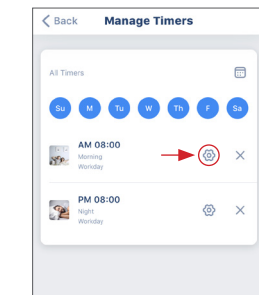 Back Manage Timers
All Timers
Su M Tu W Th F Sa
AM 08:00
Morning
Workday
PM 08:00
Night
Workday